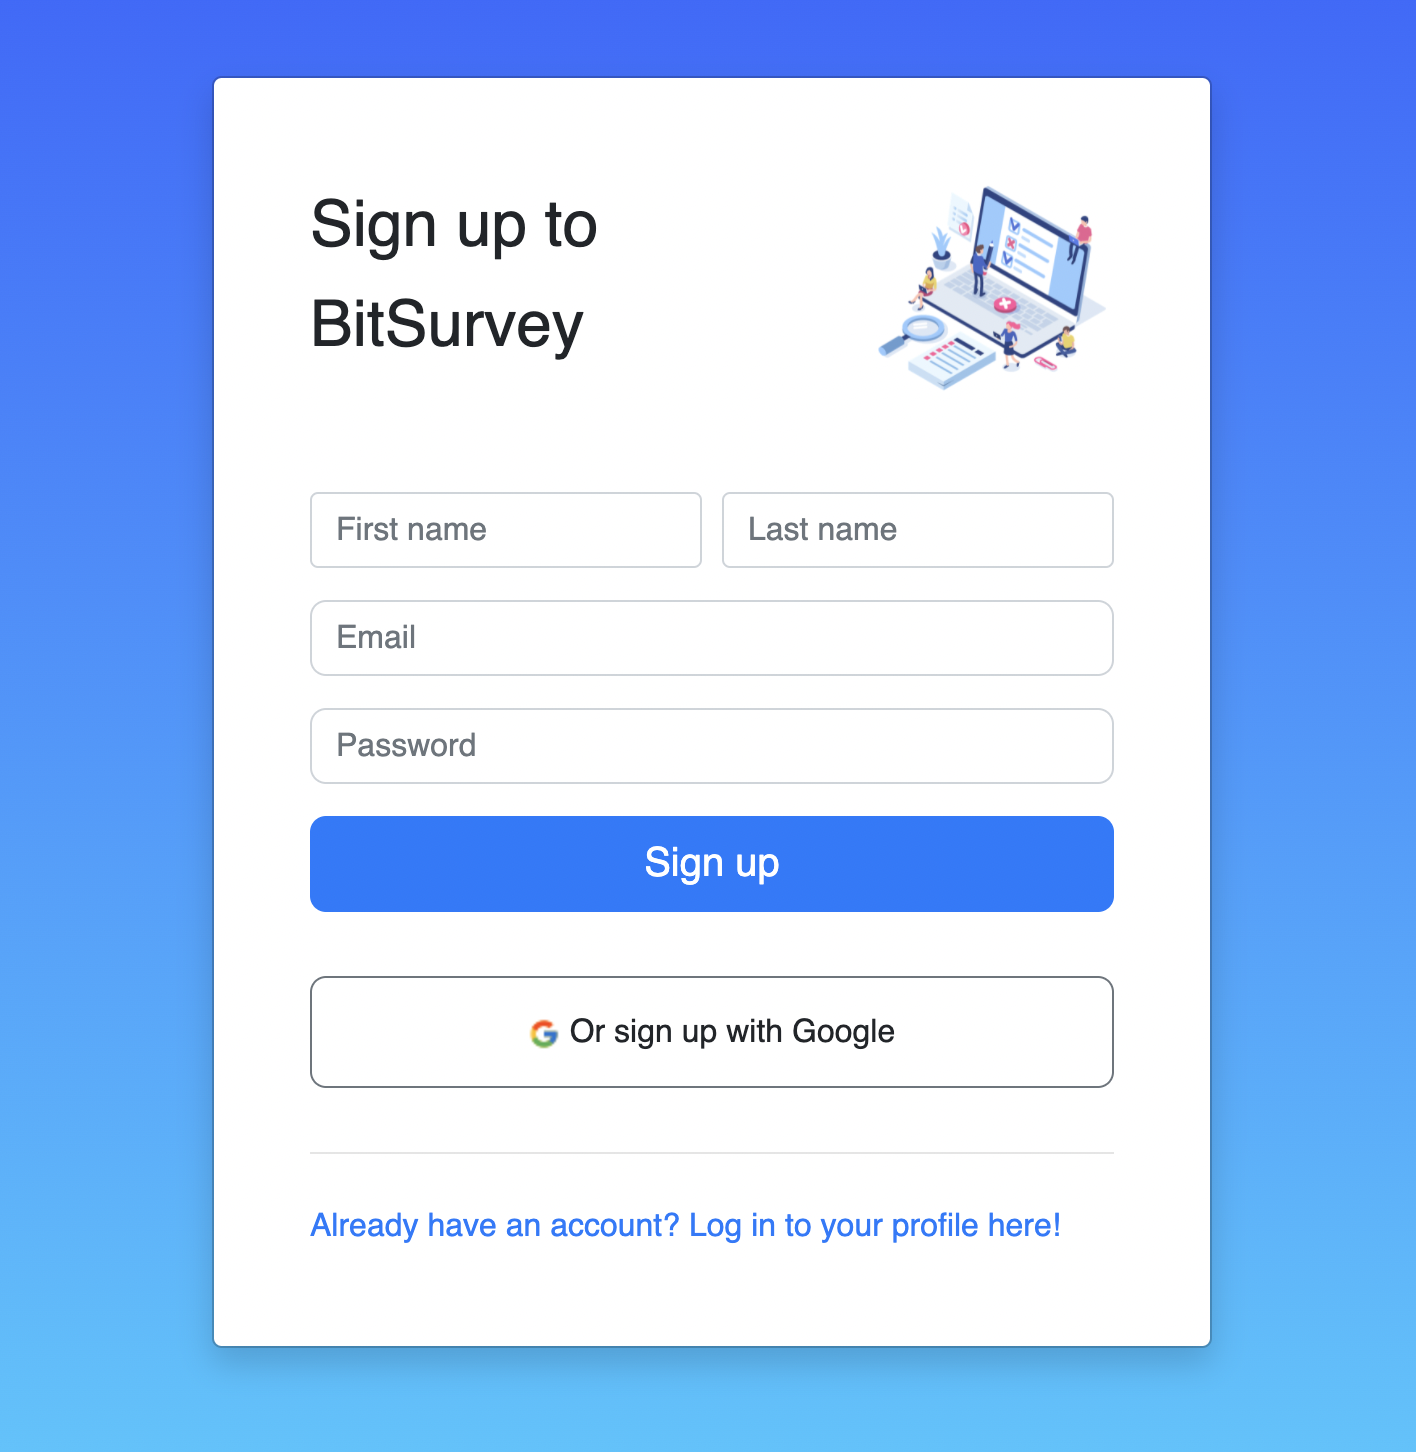 Sign up to
BitSurvey
First name
Last name
Email
Password
Sign up
Or sign up with Google
Already have an account? Log in to your profile here!